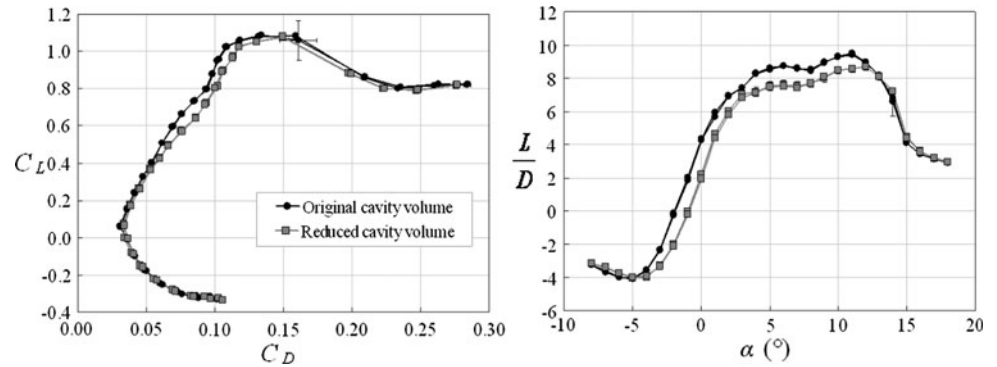 1.2
1.0
0.8
0.6
C_L 0.4
0.2
0.0
-0.2
-0.4
Original cavity volume
Reduced cavity volume
0.00 0.05 0.10 0.15 0.20 0.25 0.30
C_D
12
10
8
6
4
2
0
-2
-4
-6
L
D
-10 -5 0 5 10 15 20
α (°)